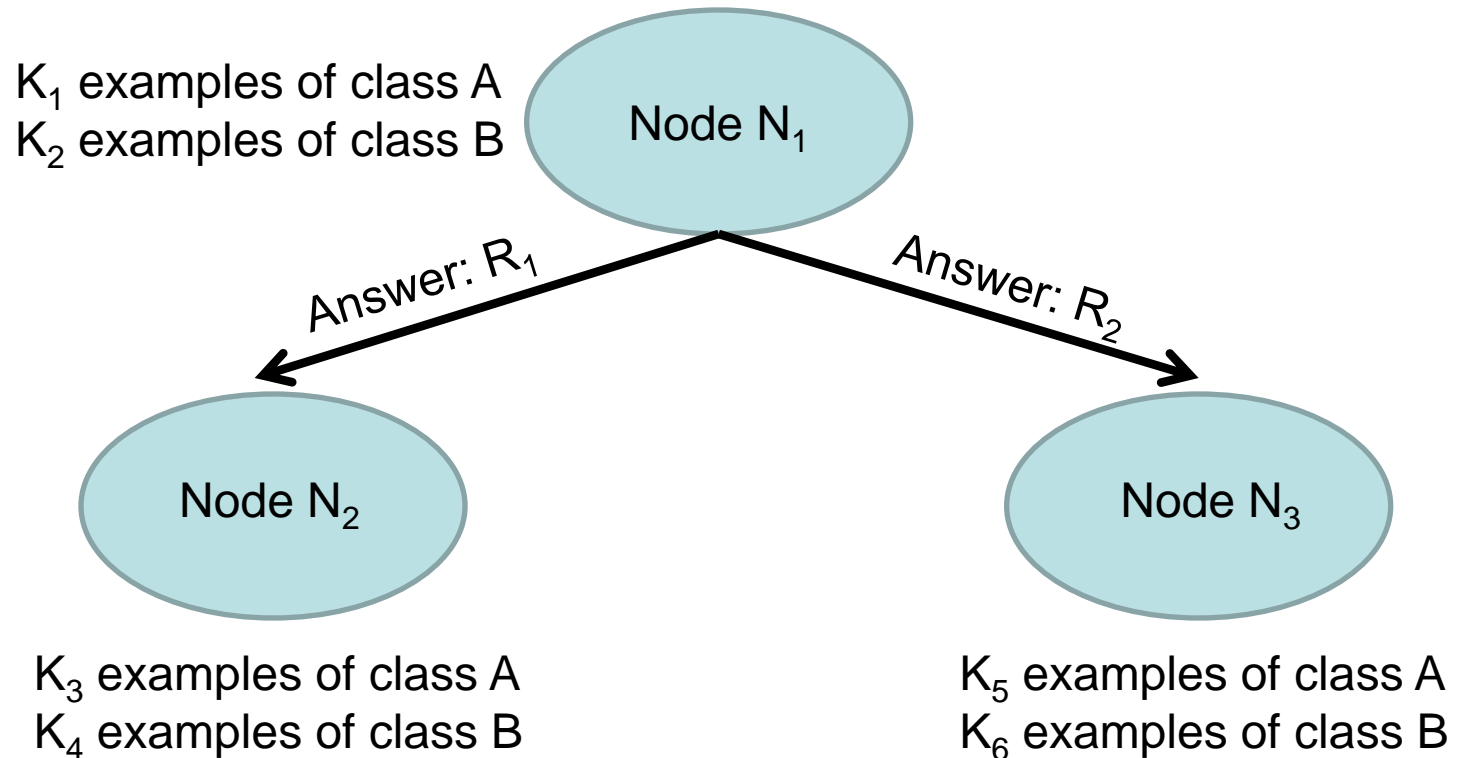 K₁ examples of class A
K₂ examples of class B
Node N₁
Answer: R₁
Answer: R₂
Node N₂
Node N₃
K₃ examples of class A
K₄ examples of class B
K₅ examples of class A
K₆ examples of class B